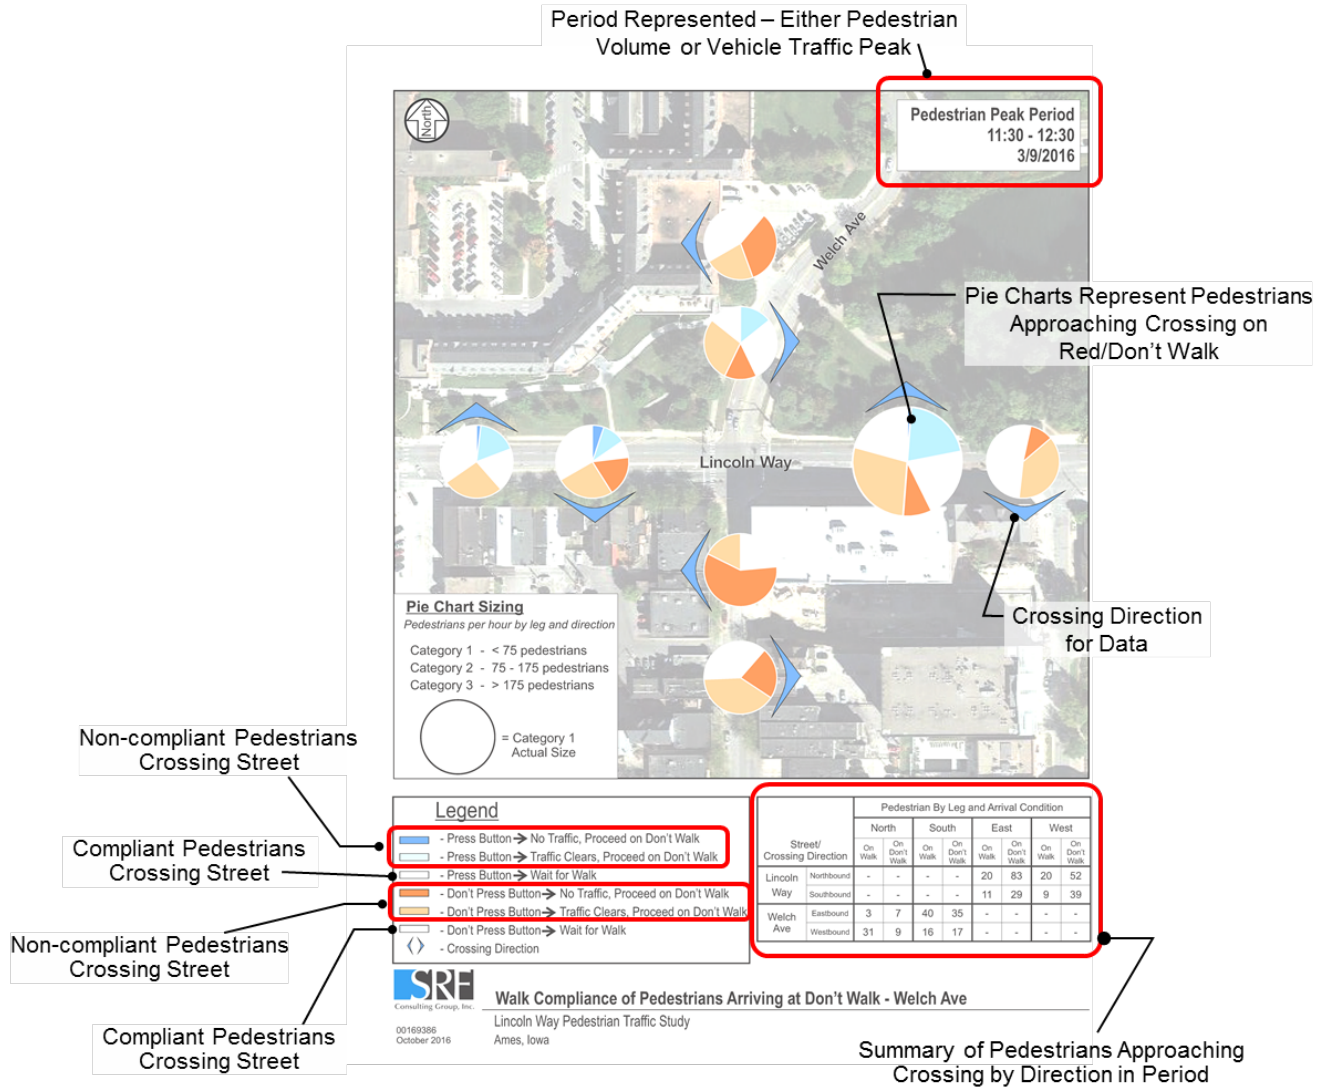 Period Represented – Either Pedestrian
Volume or Vehicle Traffic Peak
North
Pedestrian Peak Period
11:30 - 12:30
3/9/2016
Welch Ave
Pie Charts Represent Pedestrians
Approaching Crossing on
Red/Don't Walk
Lincoln Way
Crossing Direction
for Data
Pie Chart Sizing
Pedestrians per hour by leg and direction
Category 1 - < 75 pedestrians
Category 2 - 75 - 175 pedestrians
Category 3 - > 175 pedestrians
= Category 1
Actual Size
Non-compliant Pedestrians
Crossing Street
Compliant Pedestrians
Crossing Street
Non-compliant Pedestrians
Crossing Street
Compliant Pedestrians
Crossing Street
Legend
- Press Button → No Traffic, Proceed on Don't Walk
- Press Button → Traffic Clears, Proceed on Don't Walk
- Press Button → Wait for Walk
- Don't Press Button → No Traffic, Proceed on Don't Walk
- Don't Press Button → Traffic Clears, Proceed on Don't Walk
- Don't Press Button → Wait for Walk
- Crossing Direction
Pedestrian By Leg and Arrival Condition
Street/ Crossing Direction North South East West
On Walk On Don't Walk On Walk On Don't Walk On Walk On Don't Walk On Walk On Don't Walk
Lincoln Way Northbound - - - - 20 83 20 52
Southbound - - - - 11 29 9 39
Welch Ave Eastbound 3 7 40 35 - - - -
Westbound 31 9 16 17 - - - -
SRF
Consulting Group, Inc.
00169386
October 2016
Walk Compliance of Pedestrians Arriving at Don't Walk - Welch Ave
Lincoln Way Pedestrian Traffic Study
Ames, Iowa
Summary of Pedestrians Approaching
Crossing by Direction in Period